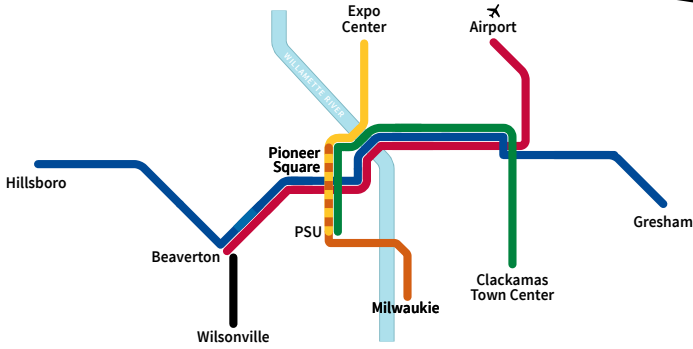 Expo
Center
Airport
WILLAMETTE RIVER
Pioneer
Square
Hillsboro
Gresham
PSU
Beaverton
Clackamas
Town Center
Milwaukie
Wilsonville